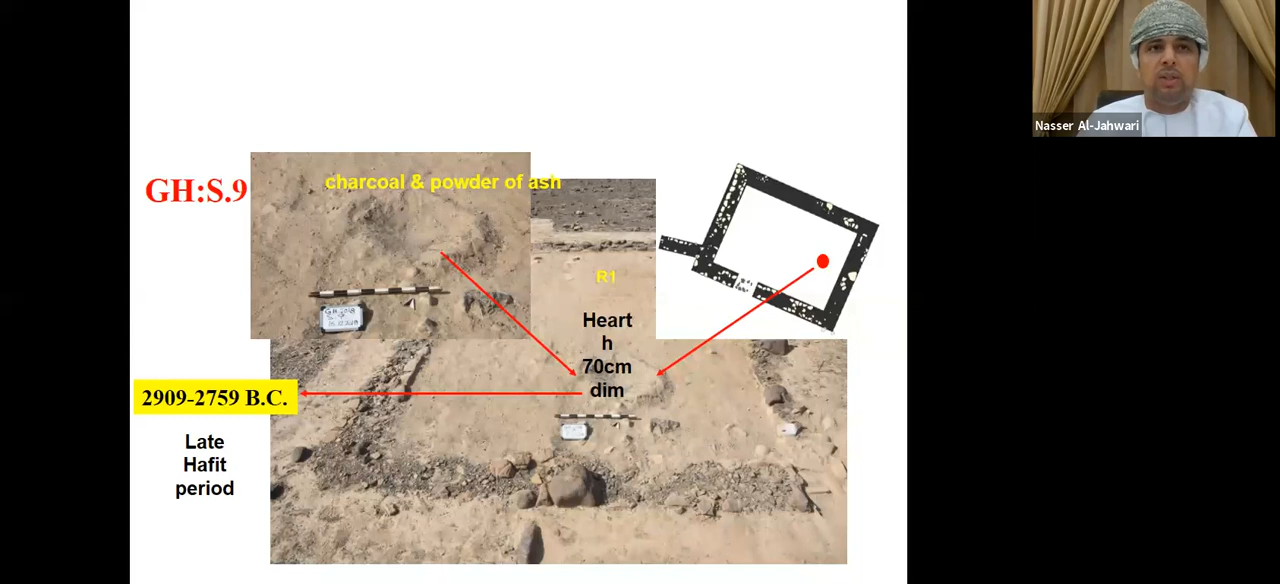 Nasser Al-Jahwari
charcoal & powder of ash
GH:S.9
R1
Heart
h
70cm
dim
2909-2759 B.C.
Late
Hafit
period